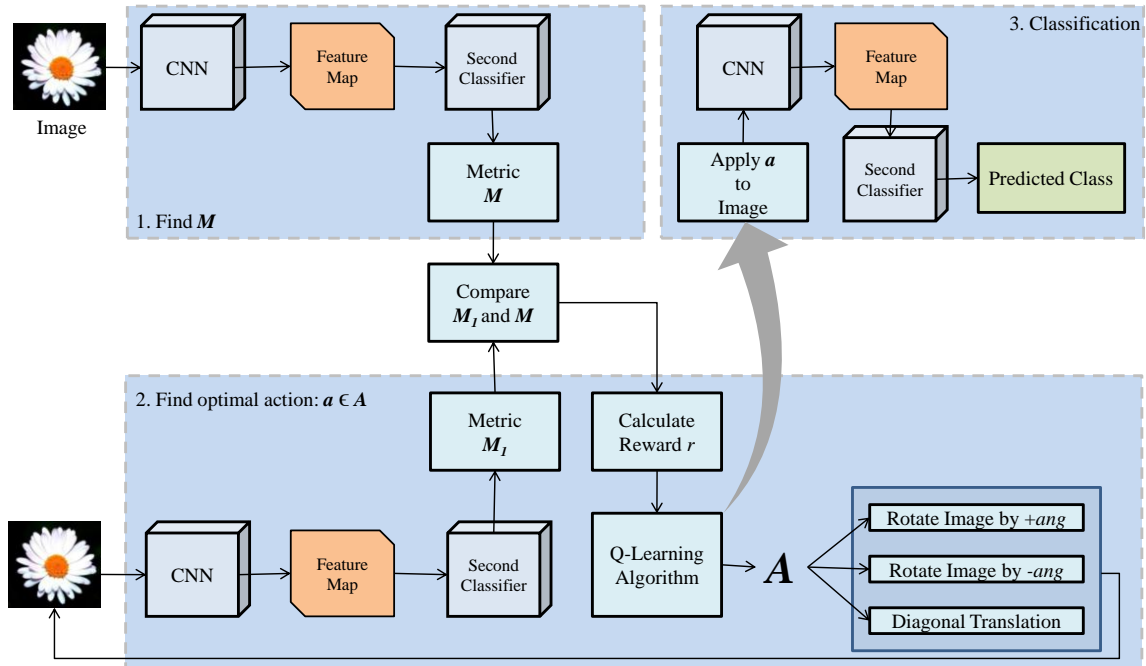 CNN
Feature
Map
Second
Classifier
Image
Metric
M
1. Find M
3. Classification
CNN
Feature
Map
Apply a
to
Image
Second
Classifier
Predicted Class
Compare
M1 and M
2. Find optimal action: a ϵ A
Metric
M1
Calculate
Reward r
CNN
Feature
Map
Second
Classifier
Q-Learning
Algorithm
A
Rotate Image by +ang
Rotate Image by -ang
Diagonal Translation